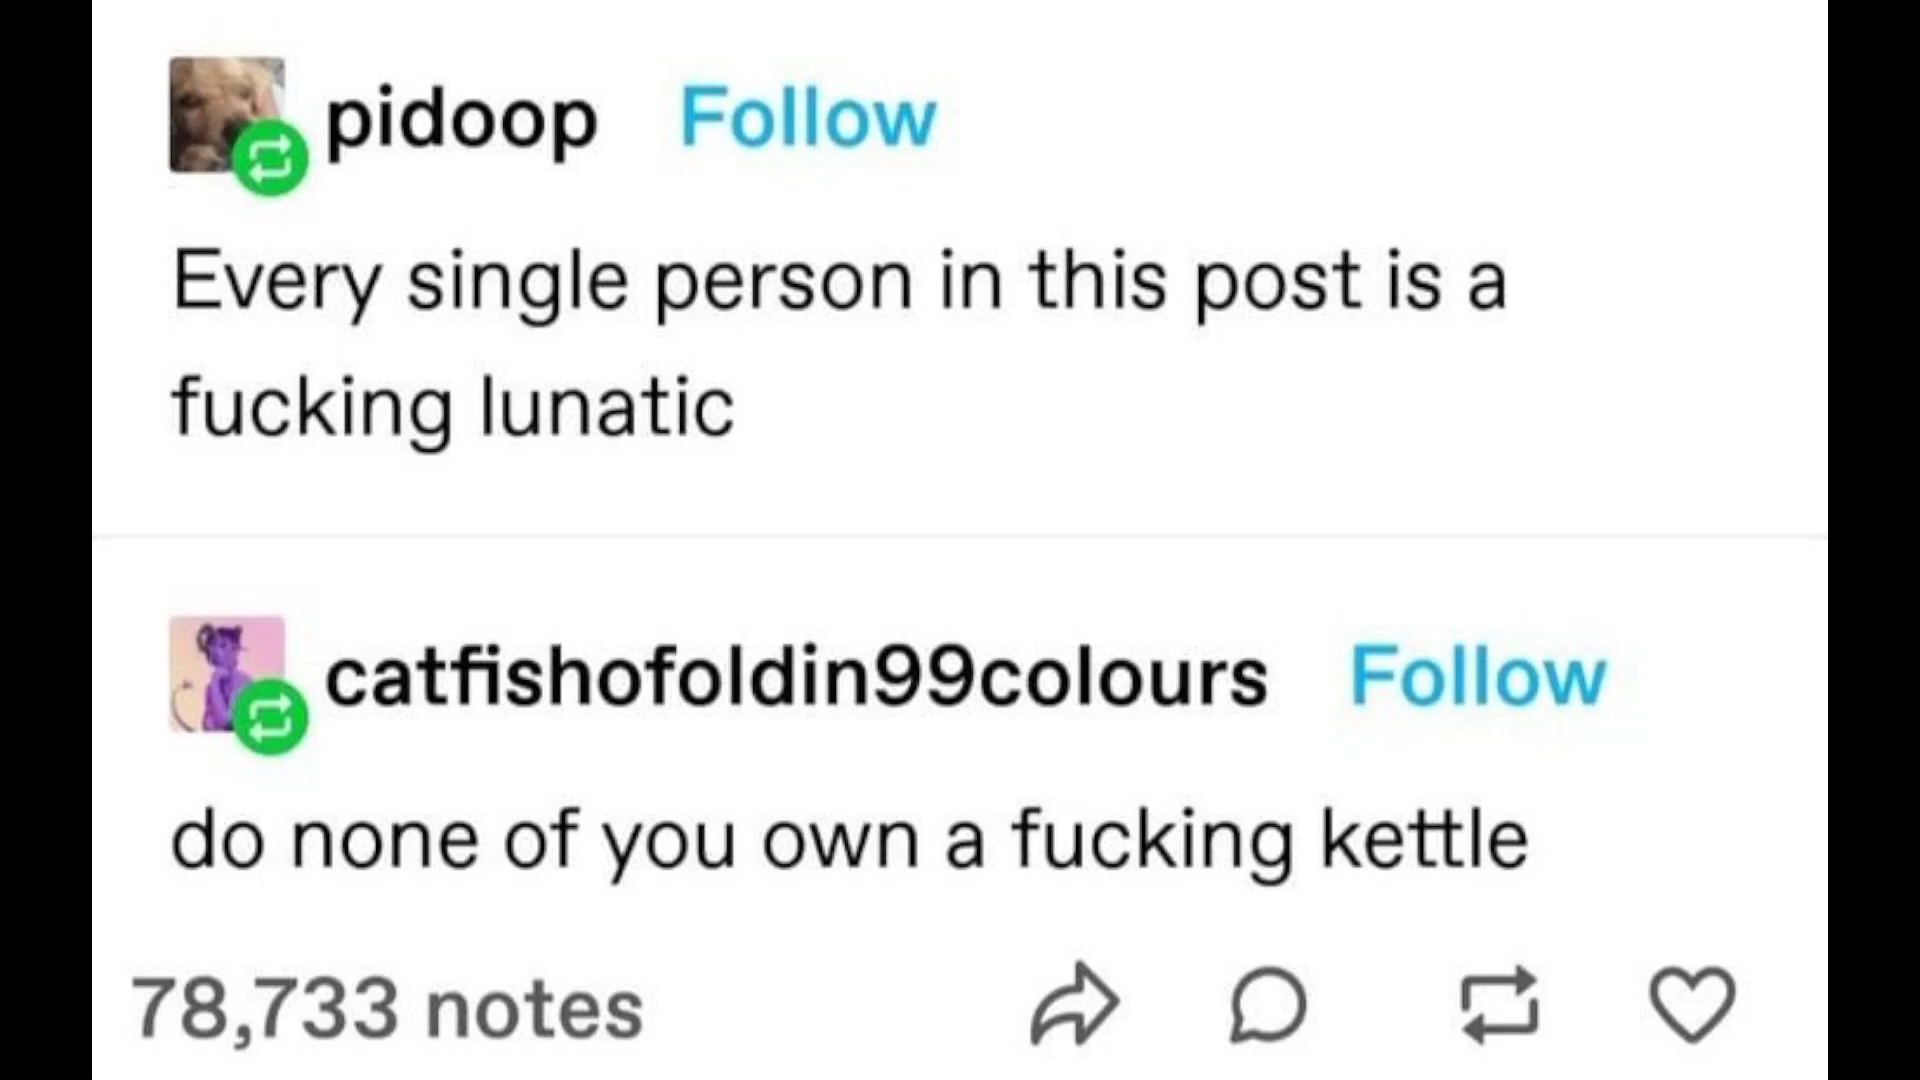 pidoop Follow
Every single person in this post is a
fucking lunatic
catfishofoldin99colours Follow
do none of you own a fucking kettle
78,733 notes